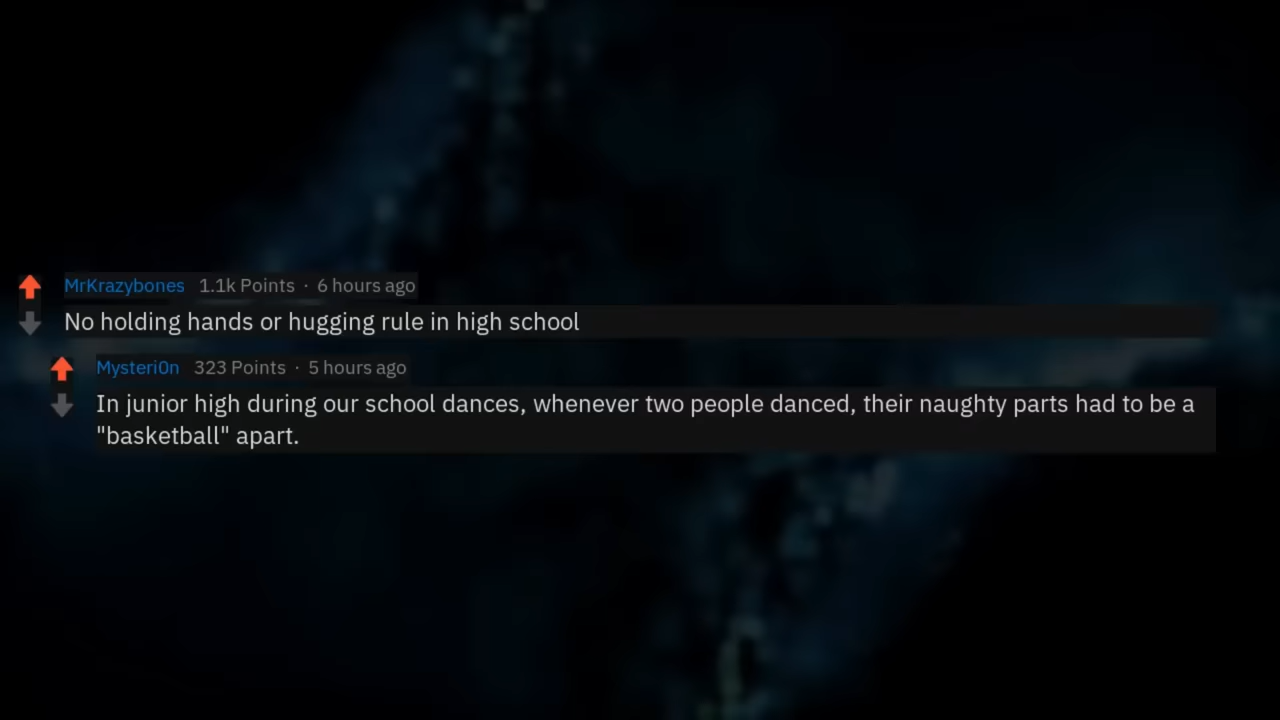 MrKrazybones 1.1k Points · 6 hours ago
No holding hands or hugging rule in high school
Mysteri0n 323 Points · 5 hours ago
In junior high during our school dances, whenever two people danced, their naughty parts had to be a
"basketball" apart.